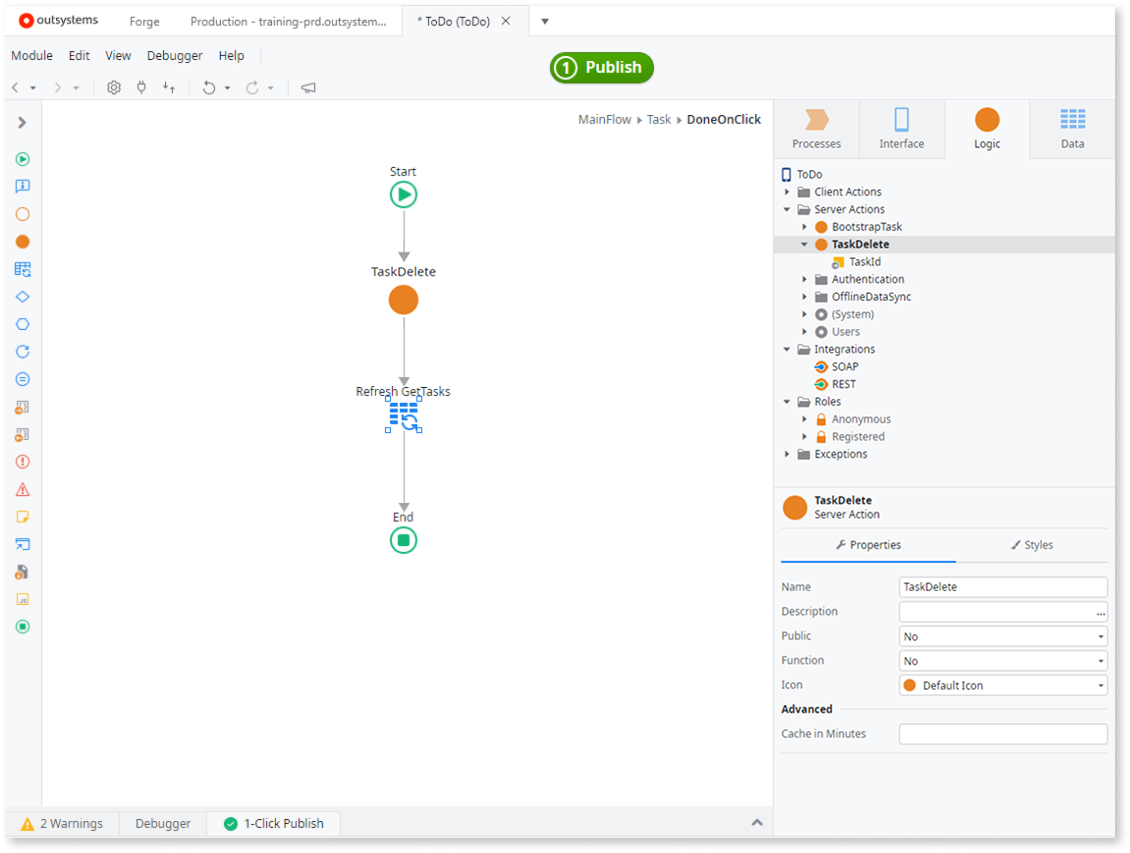 outsystems
Forge
Production - training-prd.outsystem...
* ToDo (ToDo)
Module Edit View Debugger Help
1 Publish
MainFlow Task DoneOnClick
Start
TaskDelete
Refresh GetTasks
End
Processes Interface Logic Data
ToDo
Client Actions
Server Actions
BootstrapTask
TaskDelete
TaskId
Authentication
OfflineDataSync
(System)
Users
Integrations
SOAP
REST
Roles
Anonymous
Registered
Exceptions
TaskDelete
Server Action
Properties Styles
Name TaskDelete
Description ...
Public No
Function No
Icon Default Icon
Advanced
Cache in Minutes
2 Warnings Debugger 1-Click Publish